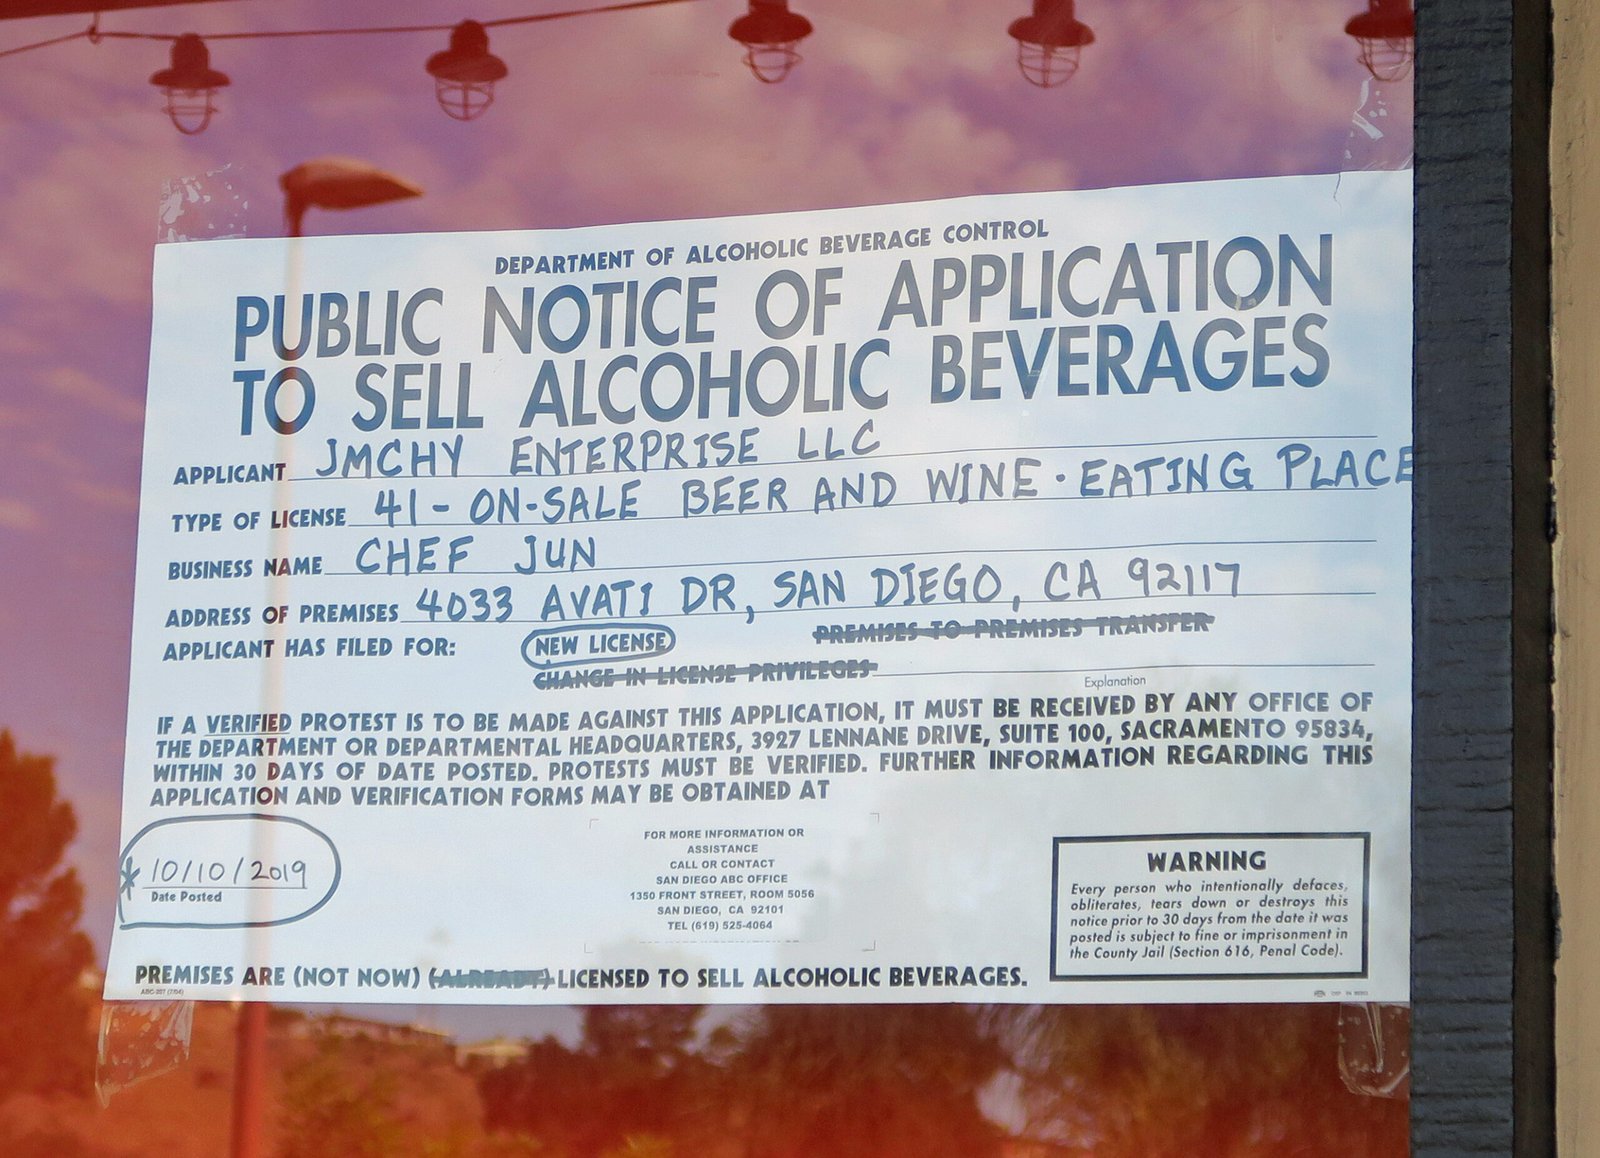 DEPARTMENT OF ALCOHOLIC BEVERAGE CONTROL
PUBLIC NOTICE OF APPLICATION
TO SELL ALCOHOLIC BEVERAGES
APPLICANT JMCHY ENTERPRISE LLC
TYPE OF LICENSE 41 - ON-SALE BEER AND WINE · EATING PLACE
BUSINESS NAME CHEF JUN
ADDRESS OF PREMISES 4033 AVATI DR, SAN DIEGO, CA 92117
APPLICANT HAS FILED FOR: NEW LICENSE PREMISES TO PREMISES TRANSFER
CHANGE IN LICENSE PRIVILEGES
Explanation
IF A VERIFIED PROTEST IS TO BE MADE AGAINST THIS APPLICATION, IT MUST BE RECEIVED BY ANY OFFICE OF
THE DEPARTMENT OR DEPARTMENTAL HEADQUARTERS, 3927 LENNANE DRIVE, SUITE 100, SACRAMENTO 95834,
WITHIN 30 DAYS OF DATE POSTED. PROTESTS MUST BE VERIFIED. FURTHER INFORMATION REGARDING THIS
APPLICATION AND VERIFICATION FORMS MAY BE OBTAINED AT
* 10/10/2019
Date Posted
FOR MORE INFORMATION OR
ASSISTANCE
CALL OR CONTACT
SAN DIEGO ABC OFFICE
1350 FRONT STREET, ROOM 5056
SAN DIEGO, CA 92101
TEL (619) 525-4064
WARNING
Every person who intentionally defaces,
obliterates, tears down or destroys this
notice prior to 30 days from the date it was
posted is subject to fine or imprisonment in
the County Jail (Section 616, Penal Code).
PREMISES ARE (NOT NOW) (ALREADY) LICENSED TO SELL ALCOHOLIC BEVERAGES.
ABC-207 (7/04)